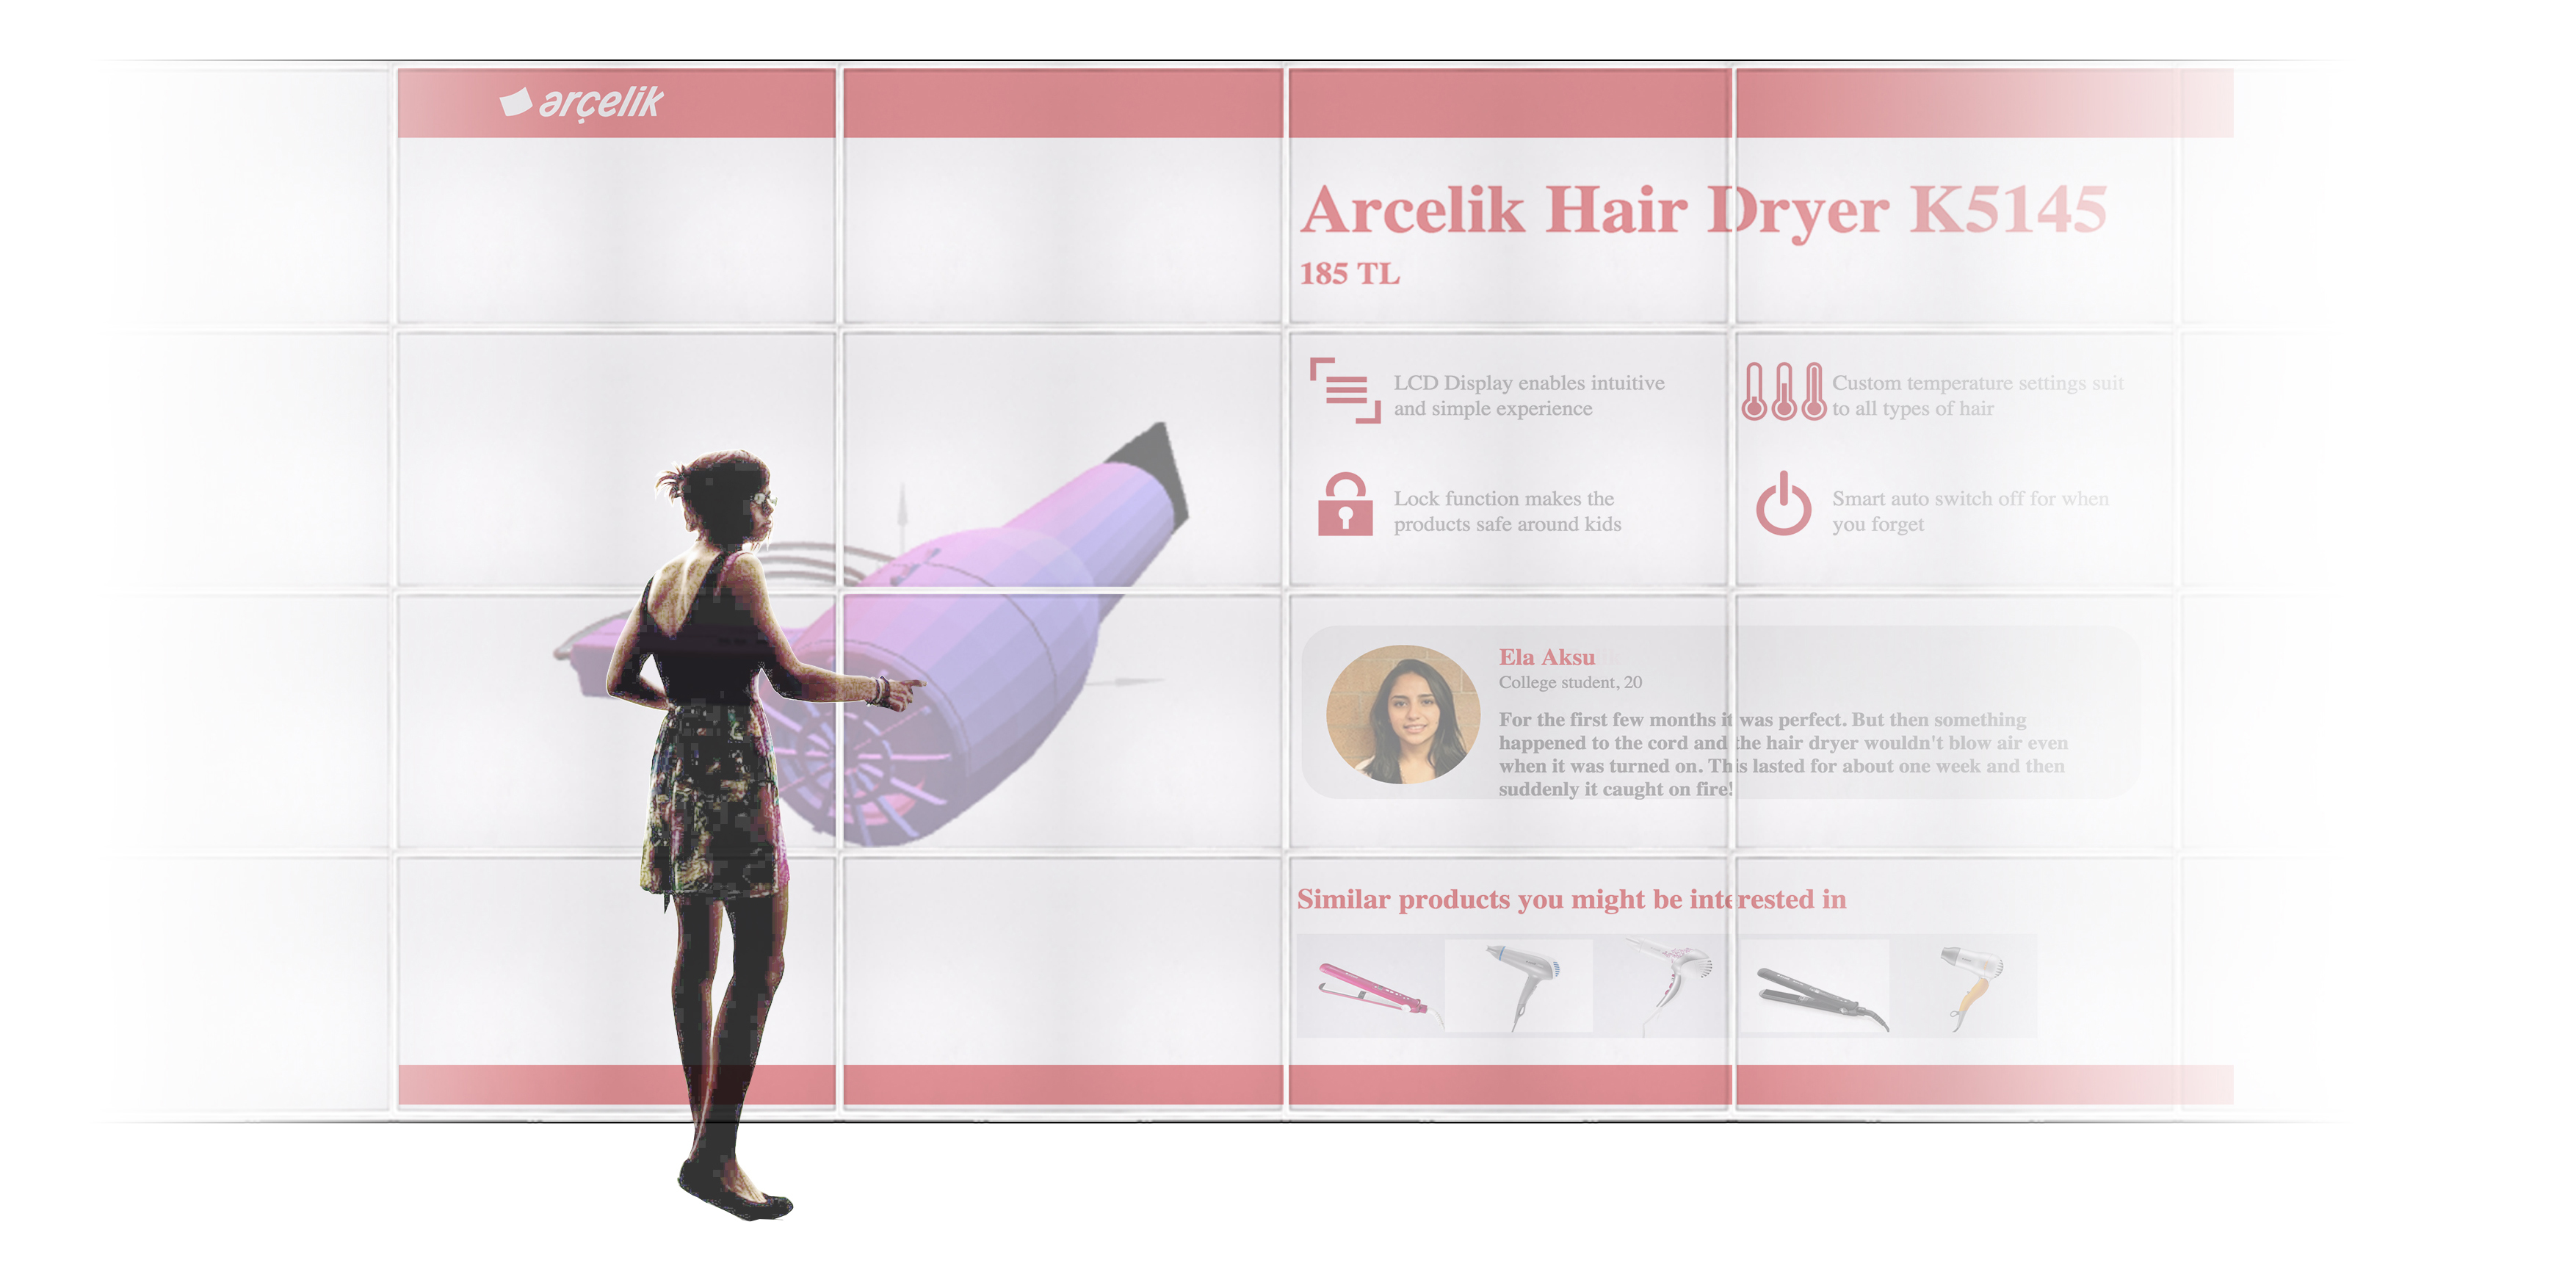 arçelik
Arcelik Hair Dryer K5145
185 TL
LCD Display enables intuitive
and simple experience
Custom temperature settings suit
to all types of hair
Lock function makes the
products safe around kids
Smart auto switch off for when
you forget
Ela Aksu
College student, 20
For the first few months it was perfect. But then something
happened to the cord and the hair dryer wouldn't blow air even
when it was turned on. This lasted for about one week and then
suddenly it caught on fire!
Similar products you might be interested in